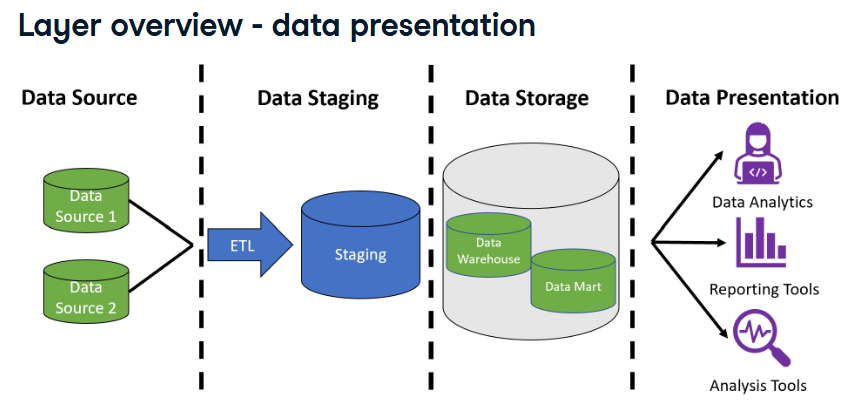 Layer overview - data presentation
Data Source
Data Staging
Data Storage
Data Presentation
Data
Source 1
Data
Source 2
ETL
Staging
Data
Warehouse
Data Mart
</>
Data Analytics
Reporting Tools
Analysis Tools